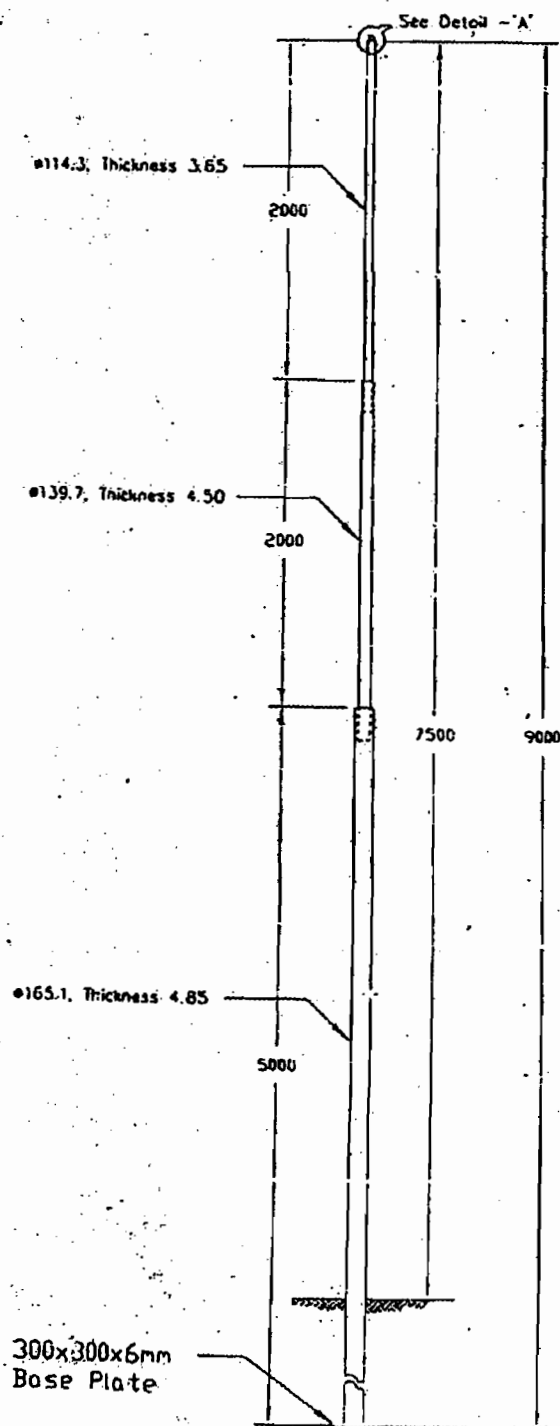 See Detail -'A'
ø114.3, Thickness 3.65
2000
ø139.7, Thickness 4.50
2000
7500
9000
ø165.1, Thickness 4.85
5000
300x300x6mm
Base Plate